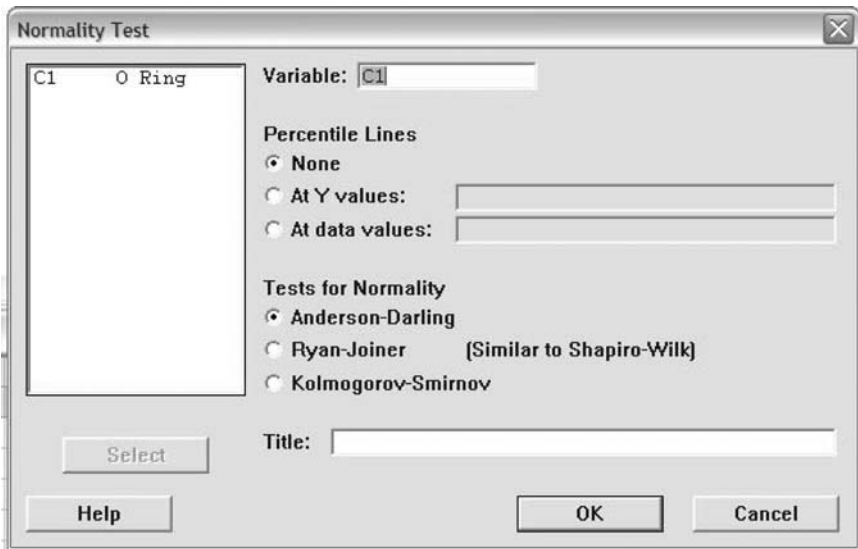 Normality Test
C1 O Ring
Variable: C1
Percentile Lines
None
At Y values:
At data values:
Tests for Normality
Anderson-Darling
Ryan-Joiner (Similar to Shapiro-Wilk)
Kolmogorov-Smirnov
Select
Title:
Help
OK
Cancel